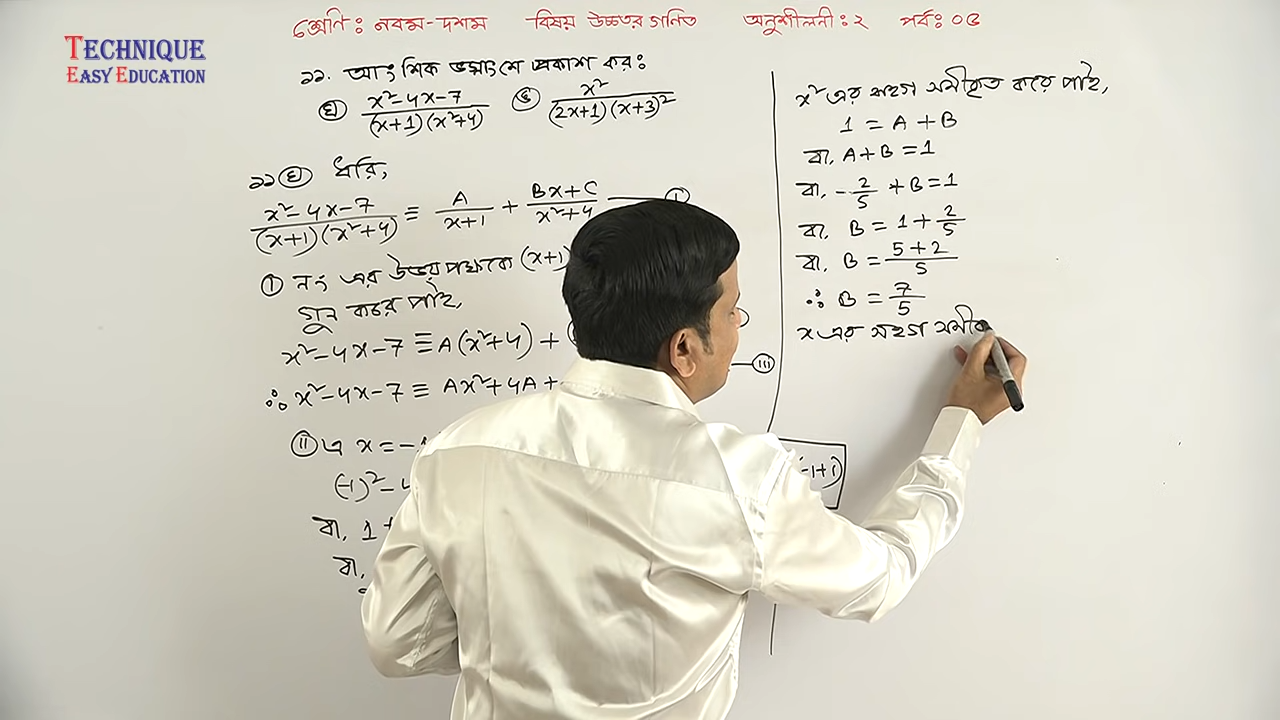 TECHNIQUE
EASY EDUCATION
শ্রেণি: নবম-দশম বিষয় উচ্চতর গণিত অনুশীলনী: ২ পর্ব: ০৫
১১. আংশিক ভগ্নাংশে প্রকাশ কর:
(ঘ) (x²-4x-7)/((x+1)(x²+4)) (ঙ) x²/((2x+1)(x+3)²)
১১(ঘ) ধরি,
(x²-4x-7)/((x+1)(x²+4)) ≡ A/(x+1) + (Bx+C)/(x²+4) — (I)
(I) নং এর উভয় পক্ষকে (x+1)
গুন করে পাই,
x²-4x-7 ≡ A(x²+4) +
∴ x²-4x-7 ≡ Ax²+4A + — (III)
(II) এ x = -1
(-1)² - 4
বা, 1 +
বা,
-1+1)
x² এর সহগ সমীকৃত করে পাই,
1 = A + B
বা, A+B = 1
বা, -2/5 + B = 1
বা, B = 1 + 2/5
বা, B = (5+2)/5
∴ B = 7/5
x এর সহগ সমীক